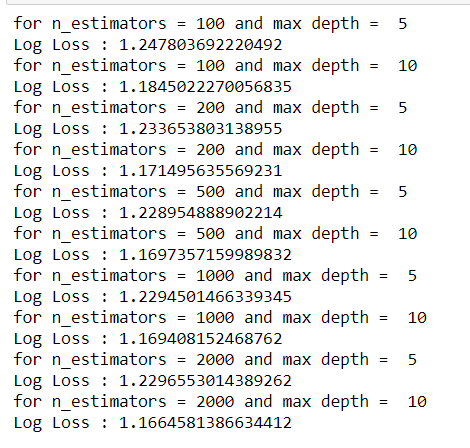 for n_estimators = 100 and max depth =  5
Log Loss : 1.247803692220492
for n_estimators = 100 and max depth =  10
Log Loss : 1.1845022270056835
for n_estimators = 200 and max depth =  5
Log Loss : 1.233653803138955
for n_estimators = 200 and max depth =  10
Log Loss : 1.171495635569231
for n_estimators = 500 and max depth =  5
Log Loss : 1.228954888902214
for n_estimators = 500 and max depth =  10
Log Loss : 1.1697357159989832
for n_estimators = 1000 and max depth =  5
Log Loss : 1.2294501466339345
for n_estimators = 1000 and max depth =  10
Log Loss : 1.169408152468762
for n_estimators = 2000 and max depth =  5
Log Loss : 1.2296553014389262
for n_estimators = 2000 and max depth =  10
Log Loss : 1.1664581386634412